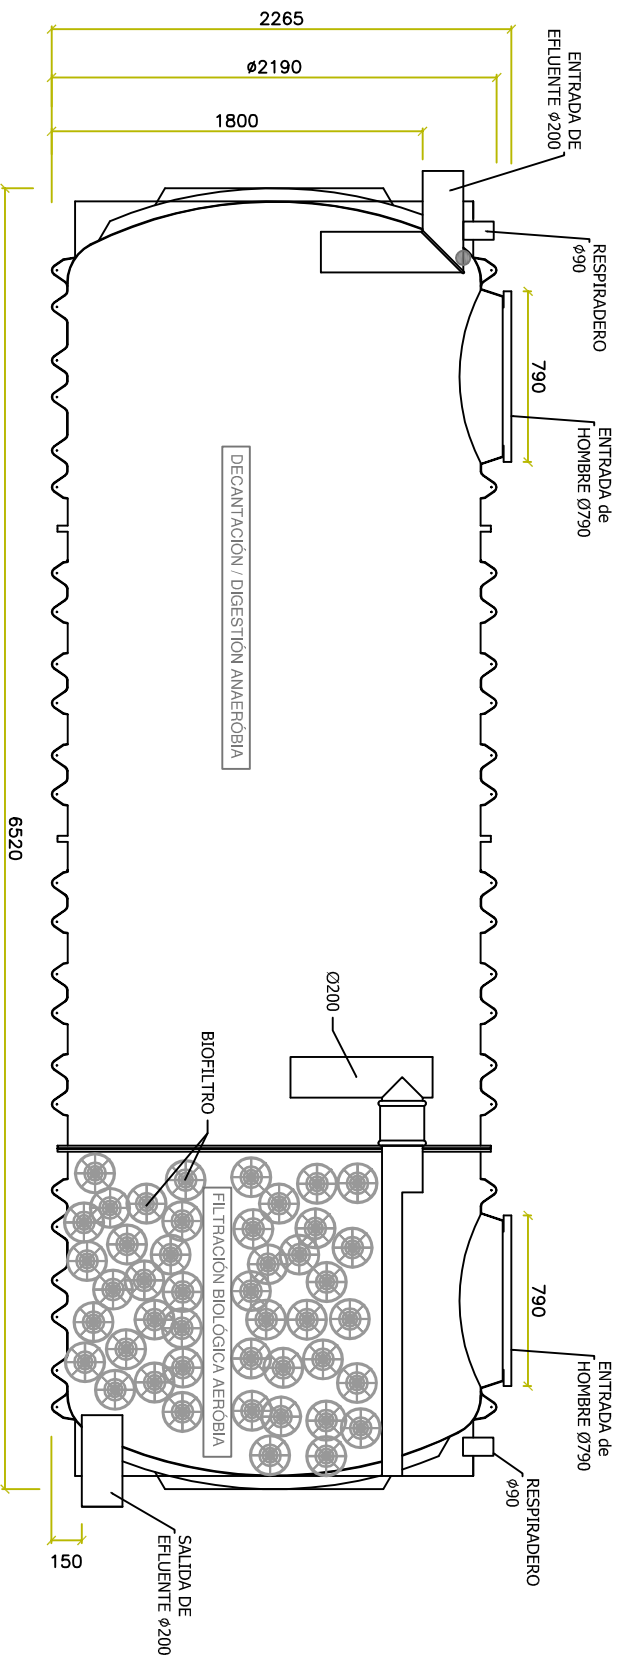 2265
ø2190
1800
ENTRADA DE
EFLUENTE ø200
RESPIRADERO
ø90
790
ENTRADA de
HOMBRE Ø790
DECANTACIÓN / DIGESTIÓN ANAERÓBIA
6520
Ø200
BIOFILTRO
FILTRACIÓN BIOLÓGICA AERÓBIA
790
ENTRADA de
HOMBRE Ø790
RESPIRADERO
ø90
150
SALIDA DE
EFLUENTE ø200